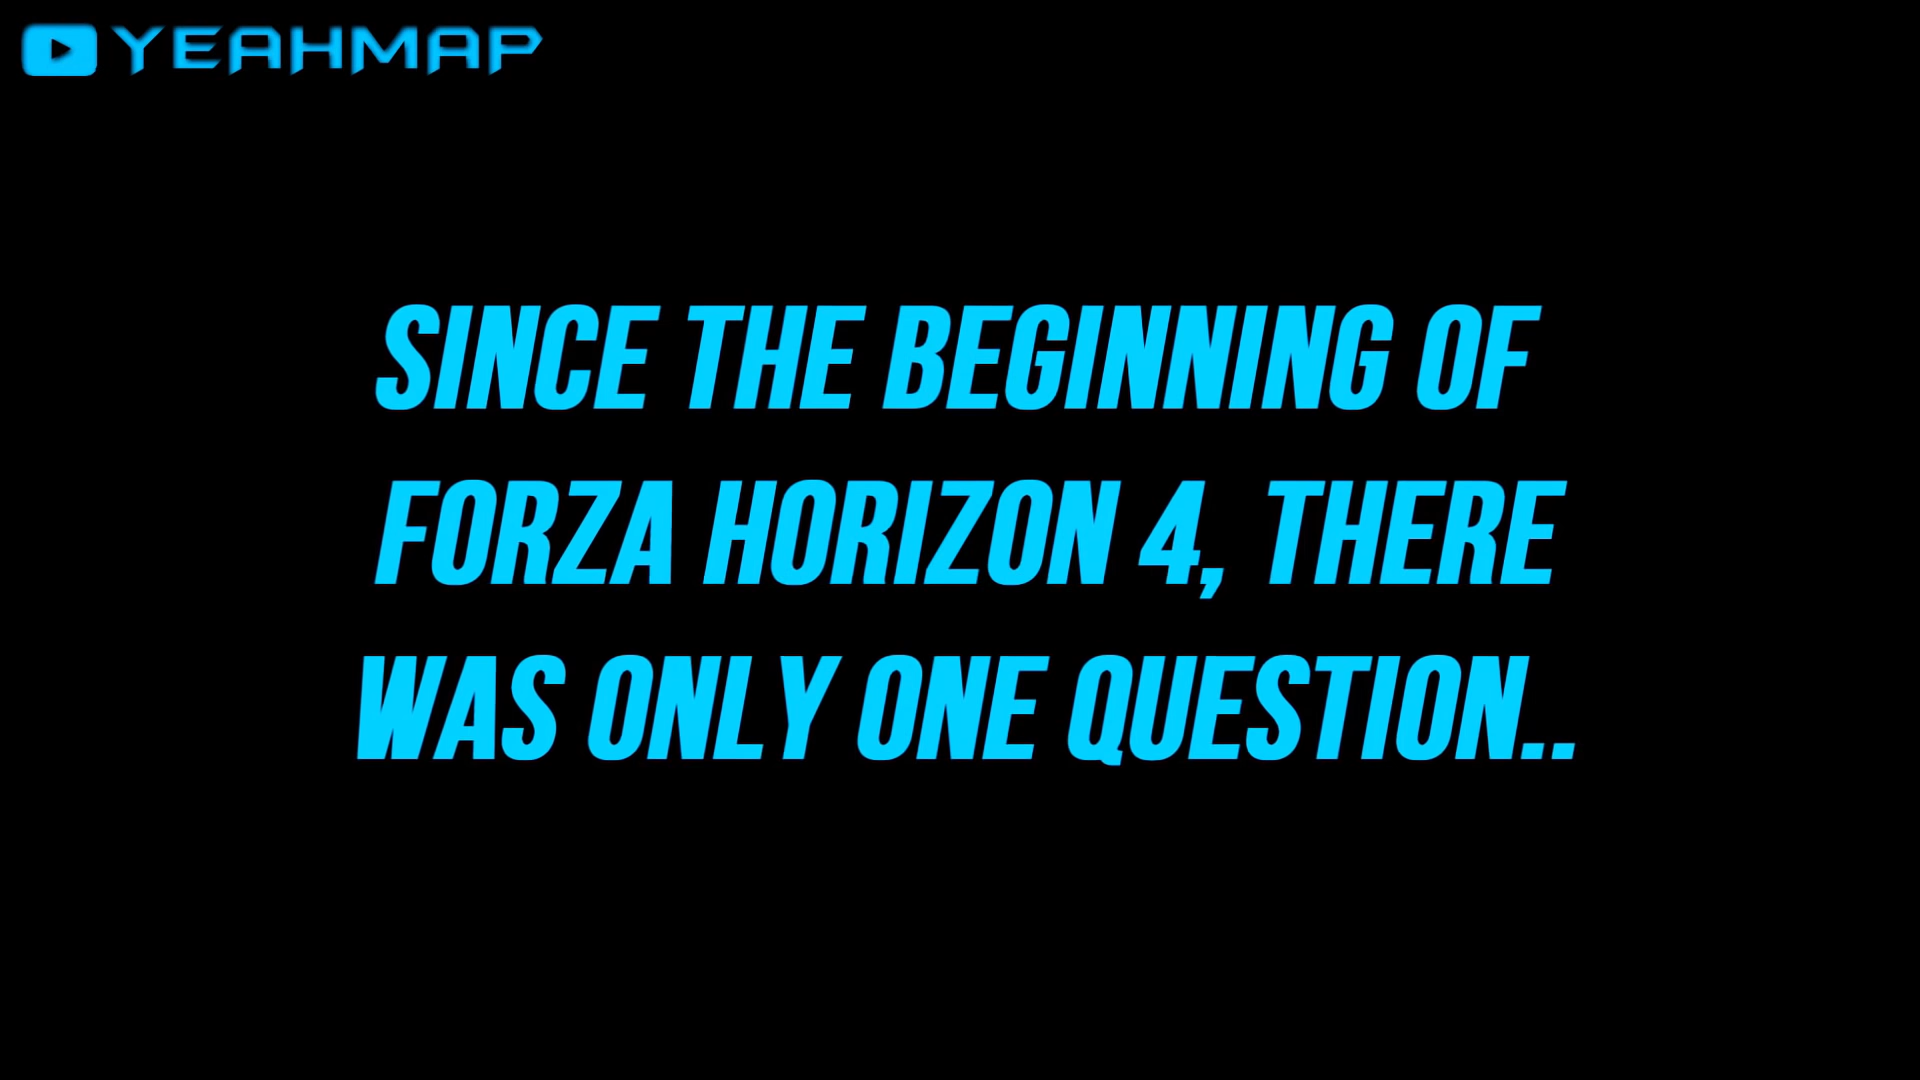 YEAHMAP
SINCE THE BEGINNING OF
FORZA HORIZON 4, THERE
WAS ONLY ONE QUESTION..